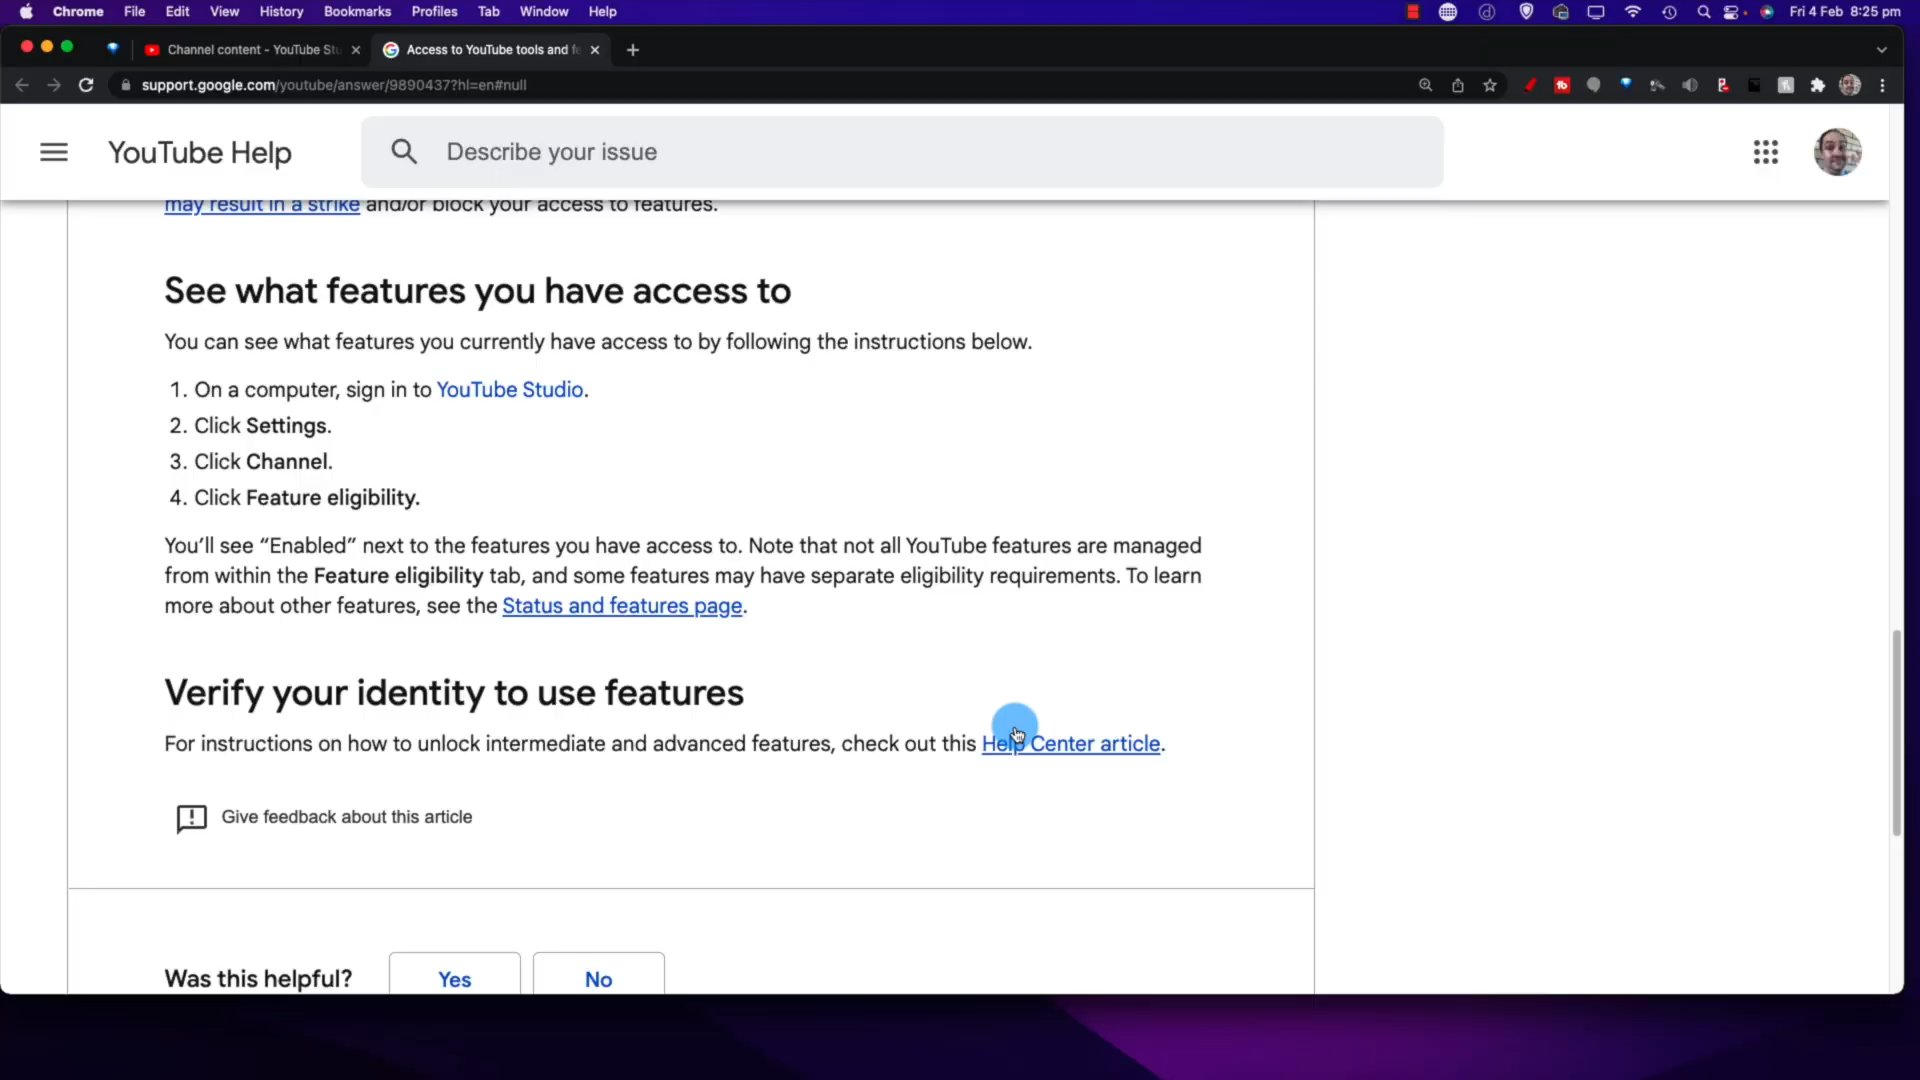 Chrome File Edit View History Bookmarks Profiles Tab Window Help Fri 4 Feb 8:25 pm
Channel content - YouTube Stu Access to YouTube tools and fe
support.google.com/youtube/answer/9890437?hl=en#null
YouTube Help Describe your issue
may result in a strike and/or block your access to features.
See what features you have access to
You can see what features you currently have access to by following the instructions below.
1. On a computer, sign in to YouTube Studio.
2. Click Settings.
3. Click Channel.
4. Click Feature eligibility.
You’ll see “Enabled” next to the features you have access to. Note that not all YouTube features are managed
from within the Feature eligibility tab, and some features may have separate eligibility requirements. To learn
more about other features, see the Status and features page.
Verify your identity to use features
For instructions on how to unlock intermediate and advanced features, check out this Help Center article.
Give feedback about this article
Was this helpful? Yes No